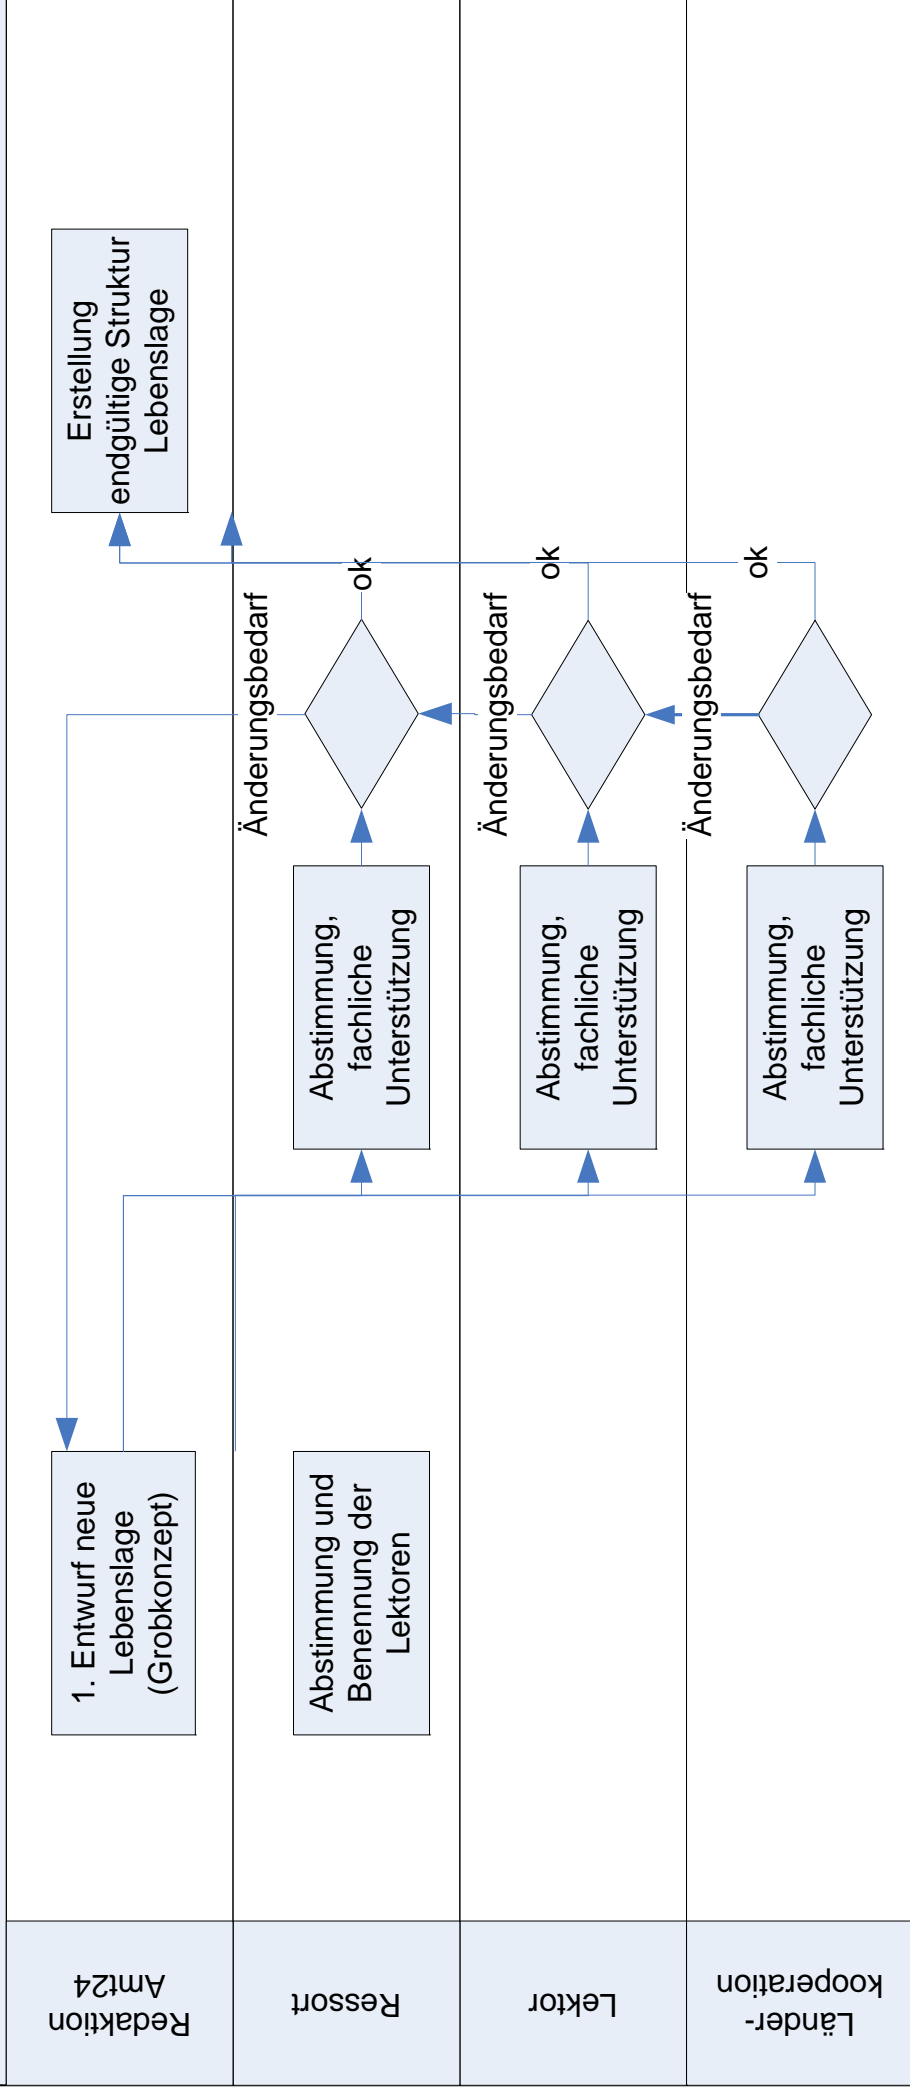 Redaktion
Amt24
1. Entwurf neue
Lebenslage
(Grobkonzept)
Erstellung
endgültige Struktur
Lebenslage
Ressort
Abstimmung und
Benennung der
Lektoren
Abstimmung,
fachliche
Unterstützung
Änderungsbedarf
ok
Lektor
Abstimmung,
fachliche
Unterstützung
Änderungsbedarf
ok
Länder-
kooperation
Abstimmung,
fachliche
Unterstützung
Änderungsbedarf
ok